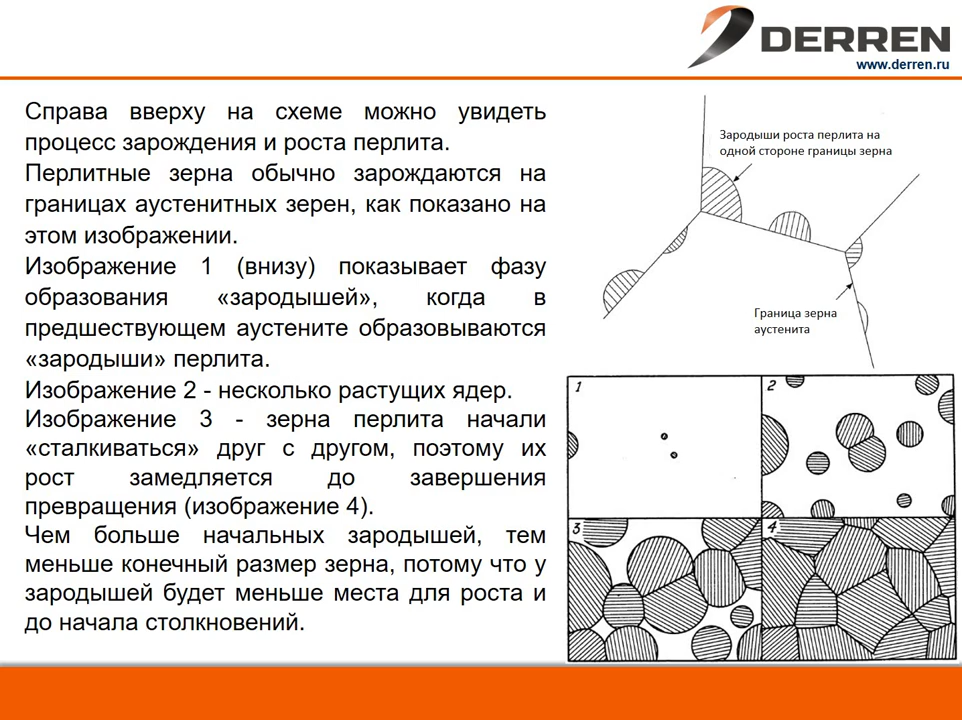 DERREN
www.derren.ru
Справа вверху на схеме можно увидеть
процесс зарождения и роста перлита.
Перлитные зерна обычно зарождаются на
границах аустенитных зерен, как показано на
этом изображении.
Изображение 1 (внизу) показывает фазу
образования «зародышей», когда в
предшествующем аустените образовываются
«зародыши» перлита.
Изображение 2 - несколько растущих ядер.
Изображение 3 - зерна перлита начали
«сталкиваться» друг с другом, поэтому их
рост замедляется до завершения
превращения (изображение 4).
Чем больше начальных зародышей, тем
меньше конечный размер зерна, потому что у
зародышей будет меньше места для роста и
до начала столкновений.
Зародыши роста перлита на
одной стороне границы зерна
Граница зерна
аустенита
1
2
3
4